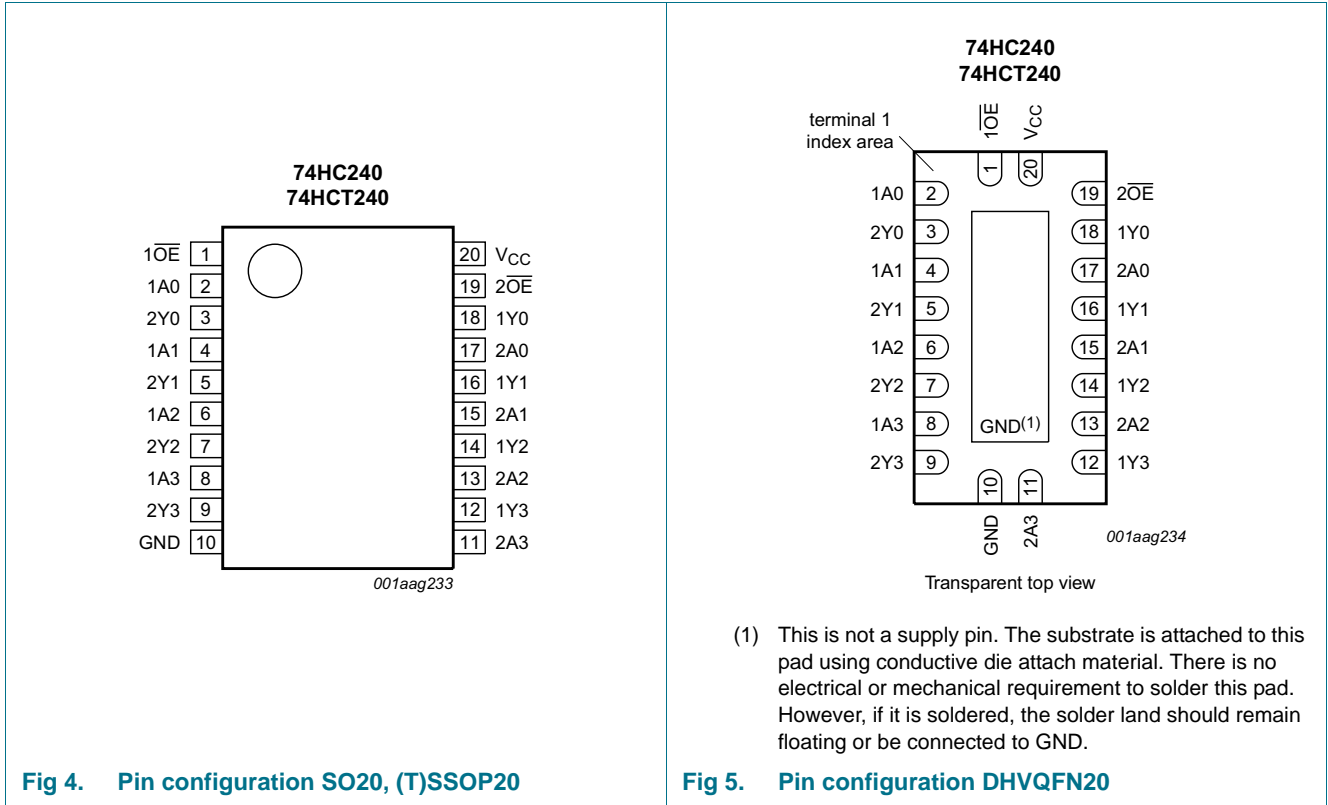 74HC240
74HCT240
1OE 1
1A0 2
2Y0 3
1A1 4
2Y1 5
1A2 6
2Y2 7
1A3 8
2Y3 9
GND 10
20 VCC
19 2OE
18 1Y0
17 2A0
16 1Y1
15 2A1
14 1Y2
13 2A2
12 1Y3
11 2A3
001aag233
Fig 4. Pin configuration SO20, (T)SSOP20
74HC240
74HCT240
terminal 1
index area
1OE
VCC
1
20
1A0 2
2Y0 3
1A1 4
2Y1 5
1A2 6
2Y2 7
1A3 8
2Y3 9
19 2OE
18 1Y0
17 2A0
16 1Y1
15 2A1
14 1Y2
13 2A2
12 1Y3
GND(1)
10
11
GND
2A3
001aag234
Transparent top view
(1) This is not a supply pin. The substrate is attached to this
pad using conductive die attach material. There is no
electrical or mechanical requirement to solder this pad.
However, if it is soldered, the solder land should remain
floating or be connected to GND.
Fig 5. Pin configuration DHVQFN20